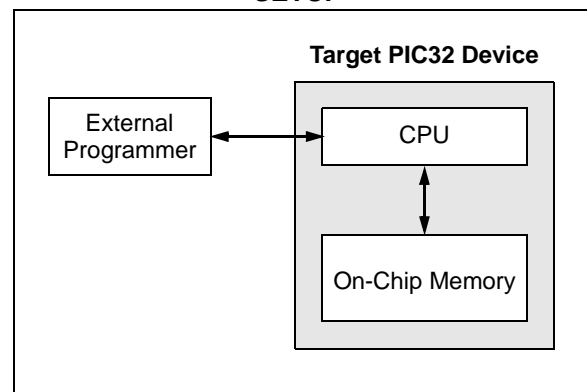 Target PIC32 Device
External
Programmer
CPU
On-Chip Memory